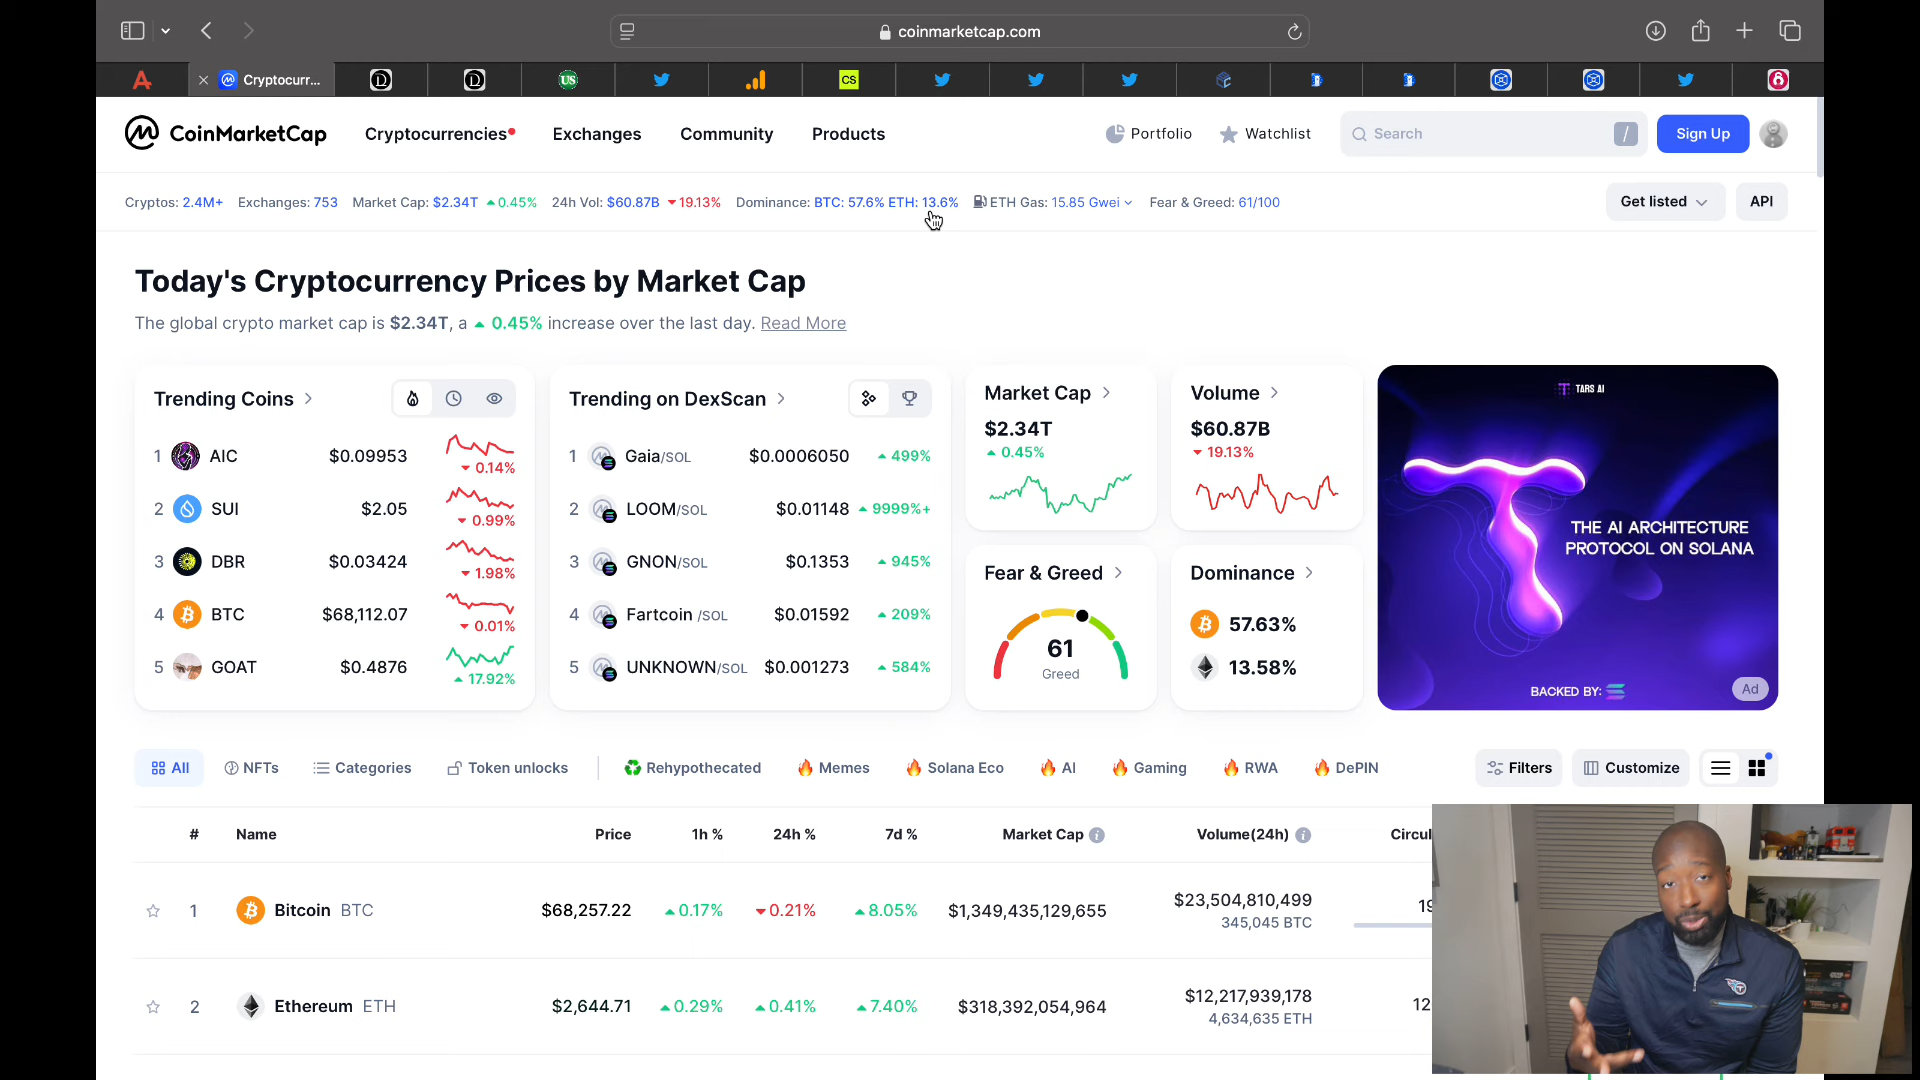 coinmarketcap.com
Cryptocurr...
US
CS
CoinMarketCap
Cryptocurrencies
Exchanges
Community
Products
Portfolio
Watchlist
Search
/
Sign Up
Cryptos: 2.4M+ Exchanges: 753 Market Cap: $2.34T 0.45% 24h Vol: $60.87B 19.13% Dominance: BTC: 57.6% ETH: 13.6% ETH Gas: 15.85 Gwei Fear & Greed: 61/100
Get listed
API
Today's Cryptocurrency Prices by Market Cap
The global crypto market cap is $2.34T, a 0.45% increase over the last day. Read More
Trending Coins
1 AIC $0.09953 0.14%
2 SUI $2.05 0.99%
3 DBR $0.03424 1.98%
4 BTC $68,112.07 0.01%
5 GOAT $0.4876 17.92%
Trending on DexScan
1 Gaia/SOL $0.0006050 499%
2 LOOM/SOL $0.01148 9999%+
3 GNON/SOL $0.1353 945%
4 Fartcoin /SOL $0.01592 209%
5 UNKNOWN/SOL $0.001273 584%
Market Cap
$2.34T
0.45%
Volume
$60.87B
19.13%
Fear & Greed
61
Greed
Dominance
57.63%
13.58%
TARS AI
THE AI ARCHITECTURE
PROTOCOL ON SOLANA
BACKED BY:
Ad
All
NFTs
Categories
Token unlocks
Rehypothecated
Memes
Solana Eco
AI
Gaming
RWA
DePIN
Filters
Customize
# Name Price 1h % 24h % 7d % Market Cap Volume(24h) Circul
1 Bitcoin BTC $68,257.22 0.17% 0.21% 8.05% $1,349,435,129,655 $23,504,810,499 19
345,045 BTC
2 Ethereum ETH $2,644.71 0.29% 0.41% 7.40% $318,392,054,964 $12,217,939,178 12
4,634,635 ETH